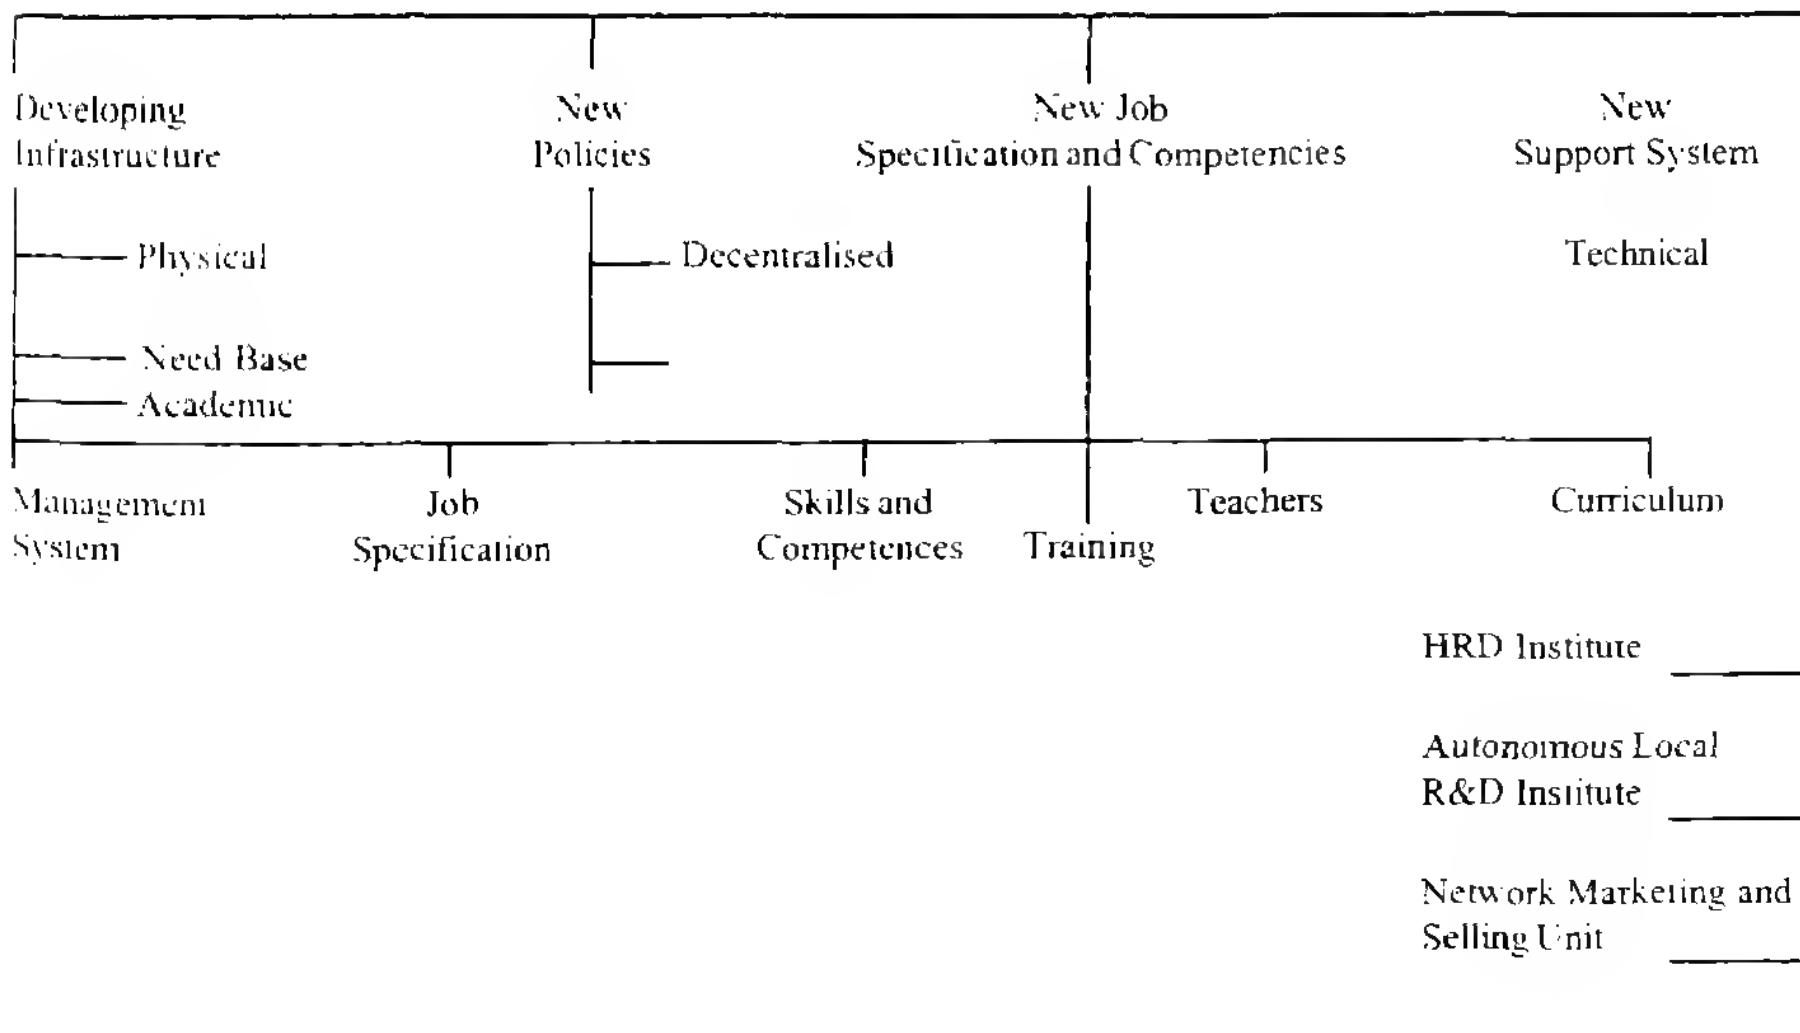 Developing
Infrastructure
New
Policies
New Job
Specification and Competencies
New
Support System
Physical
Decentralised
Technical
Need Base
Academic
Management
System
Job
Specification
Skills and
Competences
Training
Teachers
Curriculum
HRD Institute
Autonomous Local
R&D Institute
Network Marketing and
Selling Unit